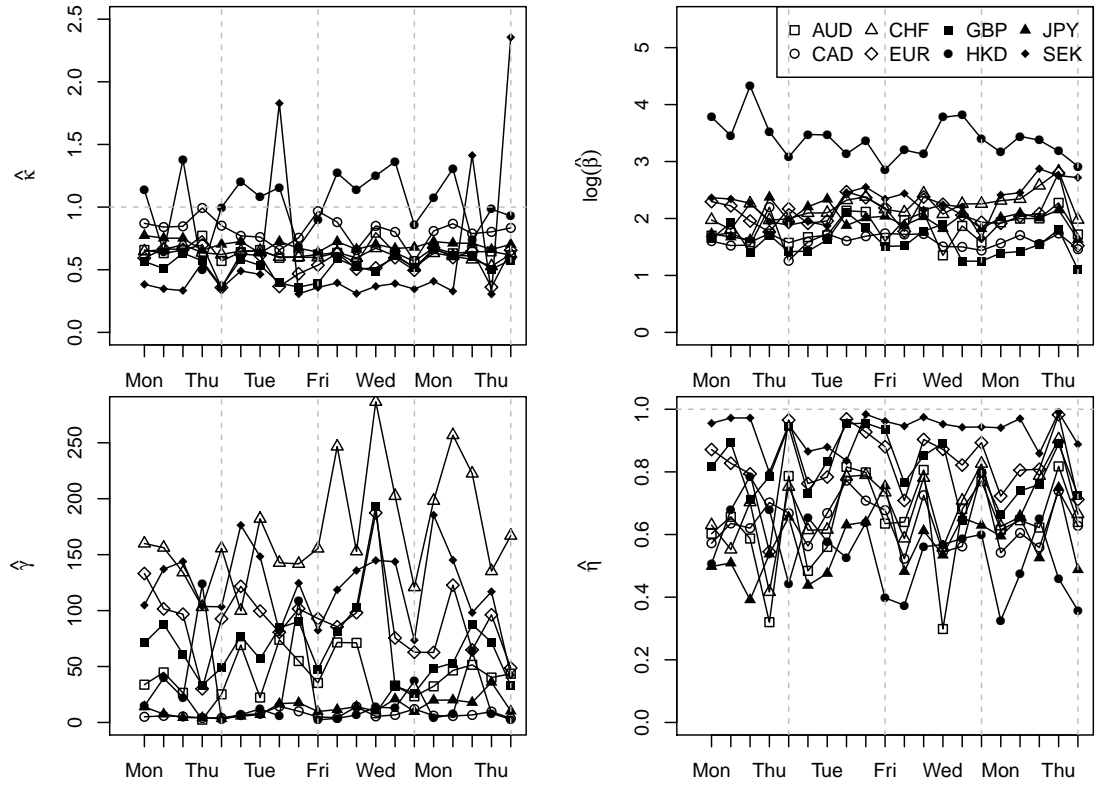 κ̂
0.0 0.5 1.0 1.5 2.0 2.5
Mon Thu Tue Fri Wed Mon Thu
log(β̂)
0 1 2 3 4 5
AUD CHF GBP JPY
CAD EUR HKD SEK
Mon Thu Tue Fri Wed Mon Thu
γ̂
0 50 100 150 200 250
Mon Thu Tue Fri Wed Mon Thu
η̂
0.0 0.2 0.4 0.6 0.8 1.0
Mon Thu Tue Fri Wed Mon Thu